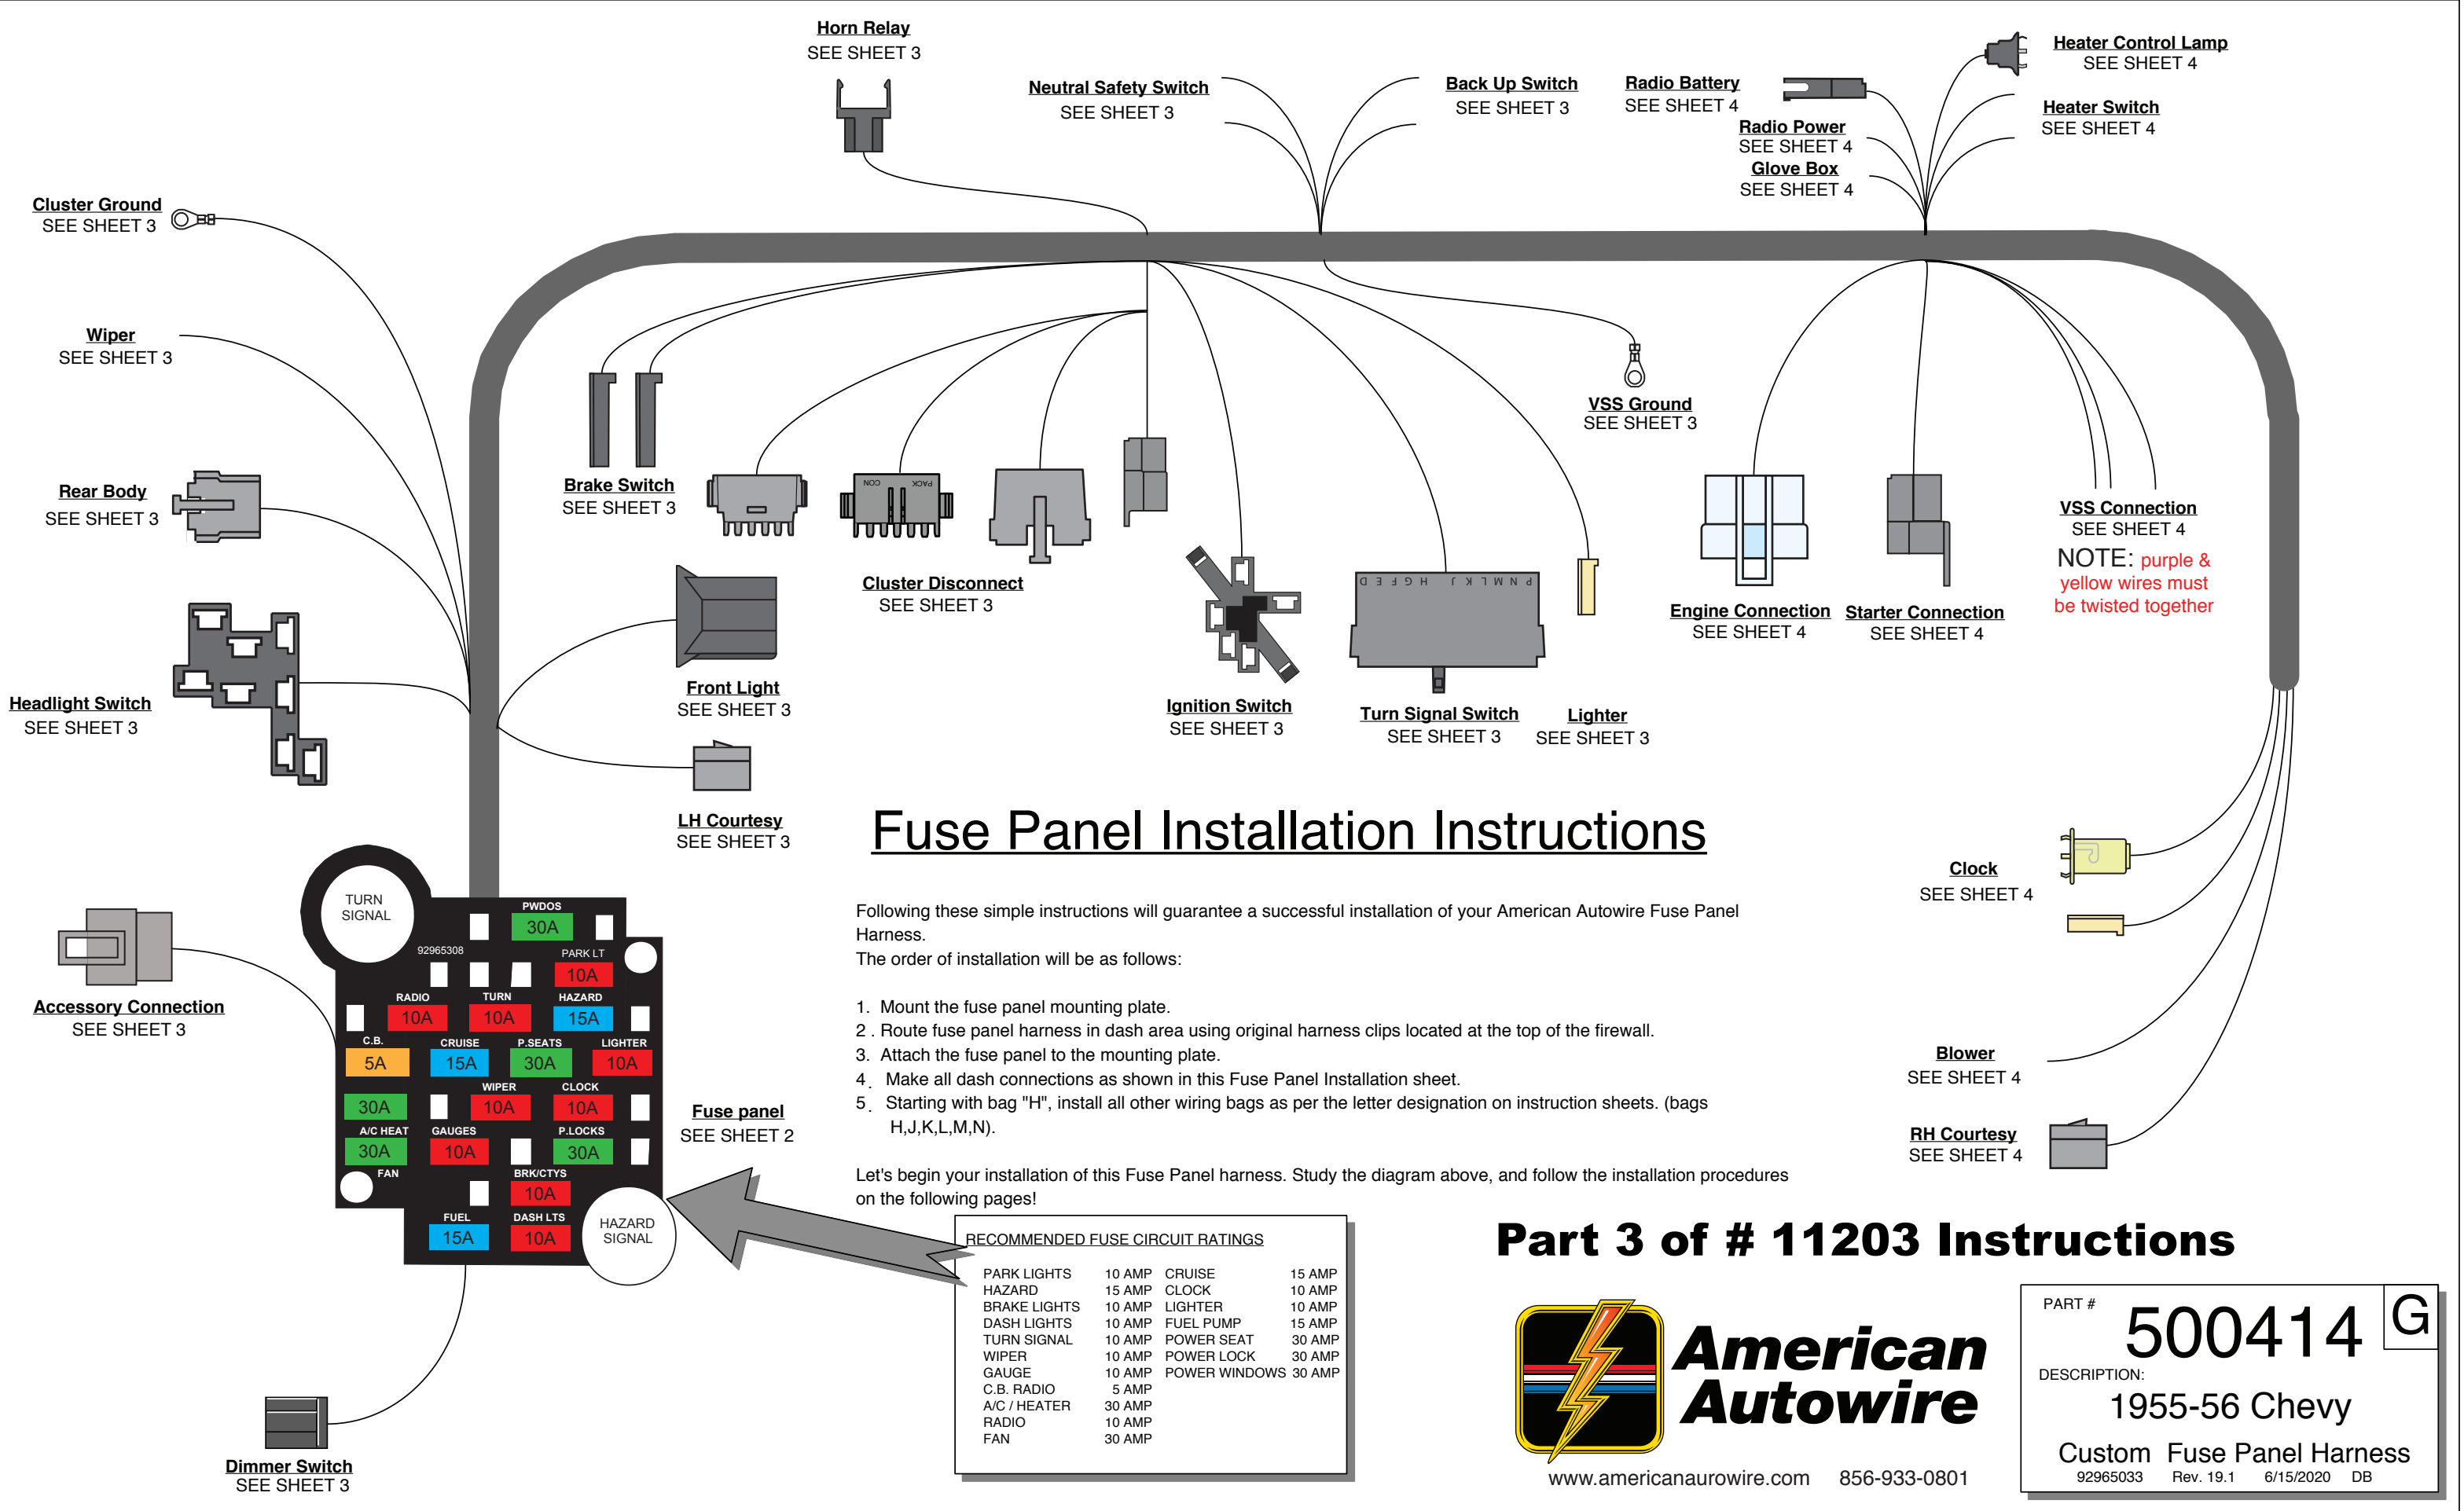 Horn Relay
SEE SHEET 3
Neutral Safety Switch
SEE SHEET 3
Back Up Switch
SEE SHEET 3
Radio Battery
SEE SHEET 4
Radio Power
SEE SHEET 4
Glove Box
SEE SHEET 4
Heater Control Lamp
SEE SHEET 4
Heater Switch
SEE SHEET 4
Cluster Ground
SEE SHEET 3
Wiper
SEE SHEET 3
Rear Body
SEE SHEET 3
Headlight Switch
SEE SHEET 3
Brake Switch
SEE SHEET 3
CON
PACK
Cluster Disconnect
SEE SHEET 3
Front Light
SEE SHEET 3
LH Courtesy
SEE SHEET 3
Ignition Switch
SEE SHEET 3
D E F G H J K L M N P
Turn Signal Switch
SEE SHEET 3
Lighter
SEE SHEET 3
VSS Ground
SEE SHEET 3
Engine Connection
SEE SHEET 4
Starter Connection
SEE SHEET 4
VSS Connection
SEE SHEET 4
NOTE: purple &
yellow wires must
be twisted together
Clock
SEE SHEET 4
Blower
SEE SHEET 4
RH Courtesy
SEE SHEET 4
Accessory Connection
SEE SHEET 3
TURN
SIGNAL
PWDOS
30A
92965308
PARK LT
10A
RADIO TURN HAZARD
10A 10A 15A
C.B. CRUISE P.SEATS LIGHTER
5A 15A 30A 10A
WIPER CLOCK
30A 10A 10A
A/C HEAT GAUGES P.LOCKS
30A 10A 30A
FAN BRK/CTYS
10A
FUEL DASH LTS
15A 10A
HAZARD
SIGNAL
Fuse panel
SEE SHEET 2
Dimmer Switch
SEE SHEET 3
Fuse Panel Installation Instructions
Following these simple instructions will guarantee a successful installation of your American Autowire Fuse Panel
Harness.
The order of installation will be as follows:
1. Mount the fuse panel mounting plate.
2 . Route fuse panel harness in dash area using original harness clips located at the top of the firewall.
3. Attach the fuse panel to the mounting plate.
4. Make all dash connections as shown in this Fuse Panel Installation sheet.
5. Starting with bag "H", install all other wiring bags as per the letter designation on instruction sheets. (bags
H,J,K,L,M,N).
Let's begin your installation of this Fuse Panel harness. Study the diagram above, and follow the installation procedures
on the following pages!
RECOMMENDED FUSE CIRCUIT RATINGS
PARK LIGHTS 10 AMP CRUISE 15 AMP
HAZARD 15 AMP CLOCK 10 AMP
BRAKE LIGHTS 10 AMP LIGHTER 10 AMP
DASH LIGHTS 10 AMP FUEL PUMP 15 AMP
TURN SIGNAL 10 AMP POWER SEAT 30 AMP
WIPER 10 AMP POWER LOCK 30 AMP
GAUGE 10 AMP POWER WINDOWS 30 AMP
C.B. RADIO 5 AMP
A/C / HEATER 30 AMP
RADIO 10 AMP
FAN 30 AMP
Part 3 of # 11203 Instructions
American
Autowire
www.americanaurowire.com 856-933-0801
PART # 500414 G
DESCRIPTION:
1955-56 Chevy
Custom Fuse Panel Harness
92965033 Rev. 19.1 6/15/2020 DB